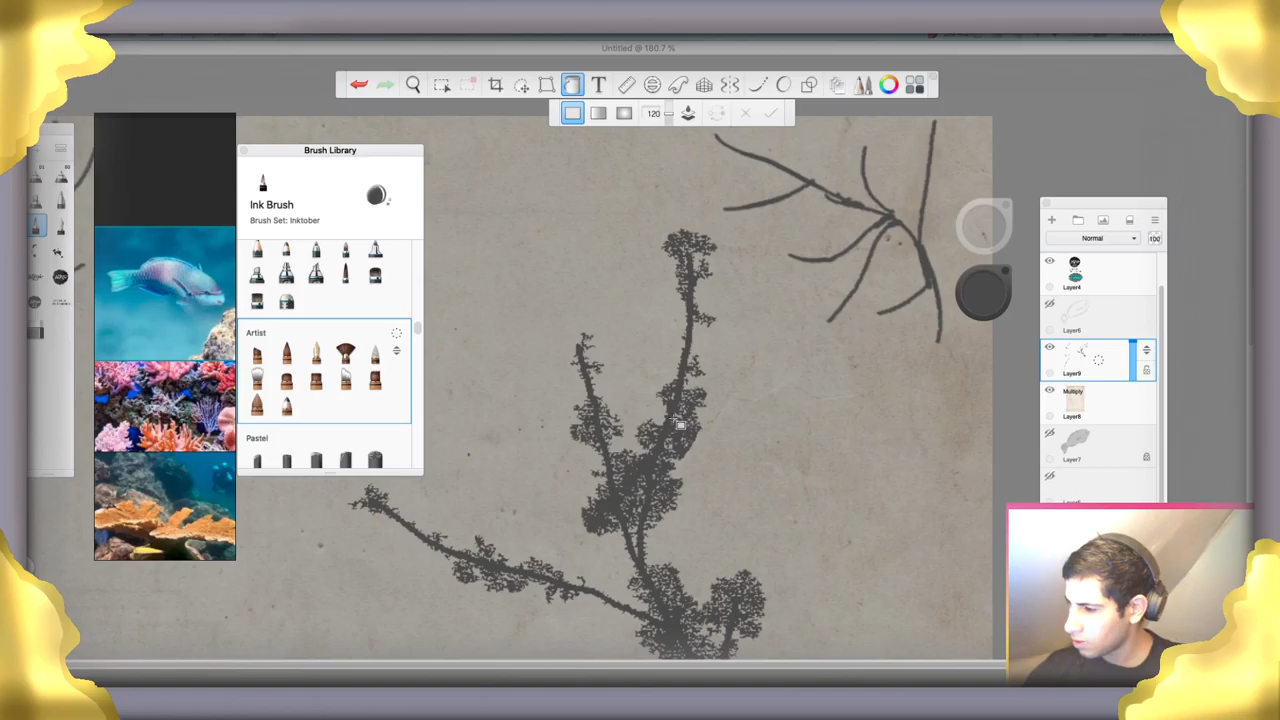 Untitled @ 180.7 %
T
120
Brush Library
Ink Brush
Brush Set: Inktober
Artist
Pastel
Normal
100
Layer4
Layer6
Layer9
Multiply
Layer8
Layer7